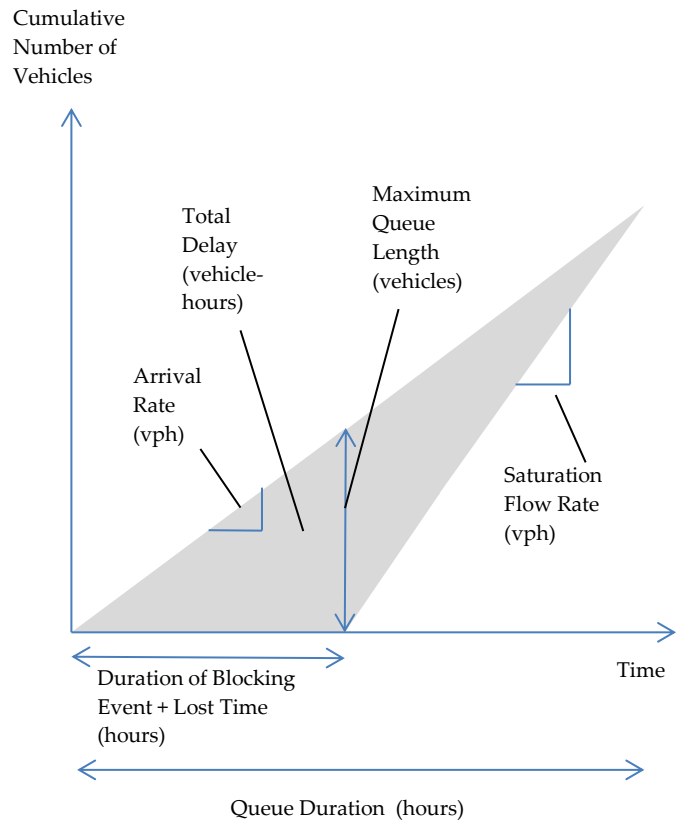 Cumulative
Number of
Vehicles
Maximum
Queue
Length
(vehicles)
Total
Delay
(vehicle-
hours)
Arrival
Rate
(vph)
Saturation
Flow Rate
(vph)
Time
Duration of Blocking
Event + Lost Time
(hours)
Queue Duration (hours)